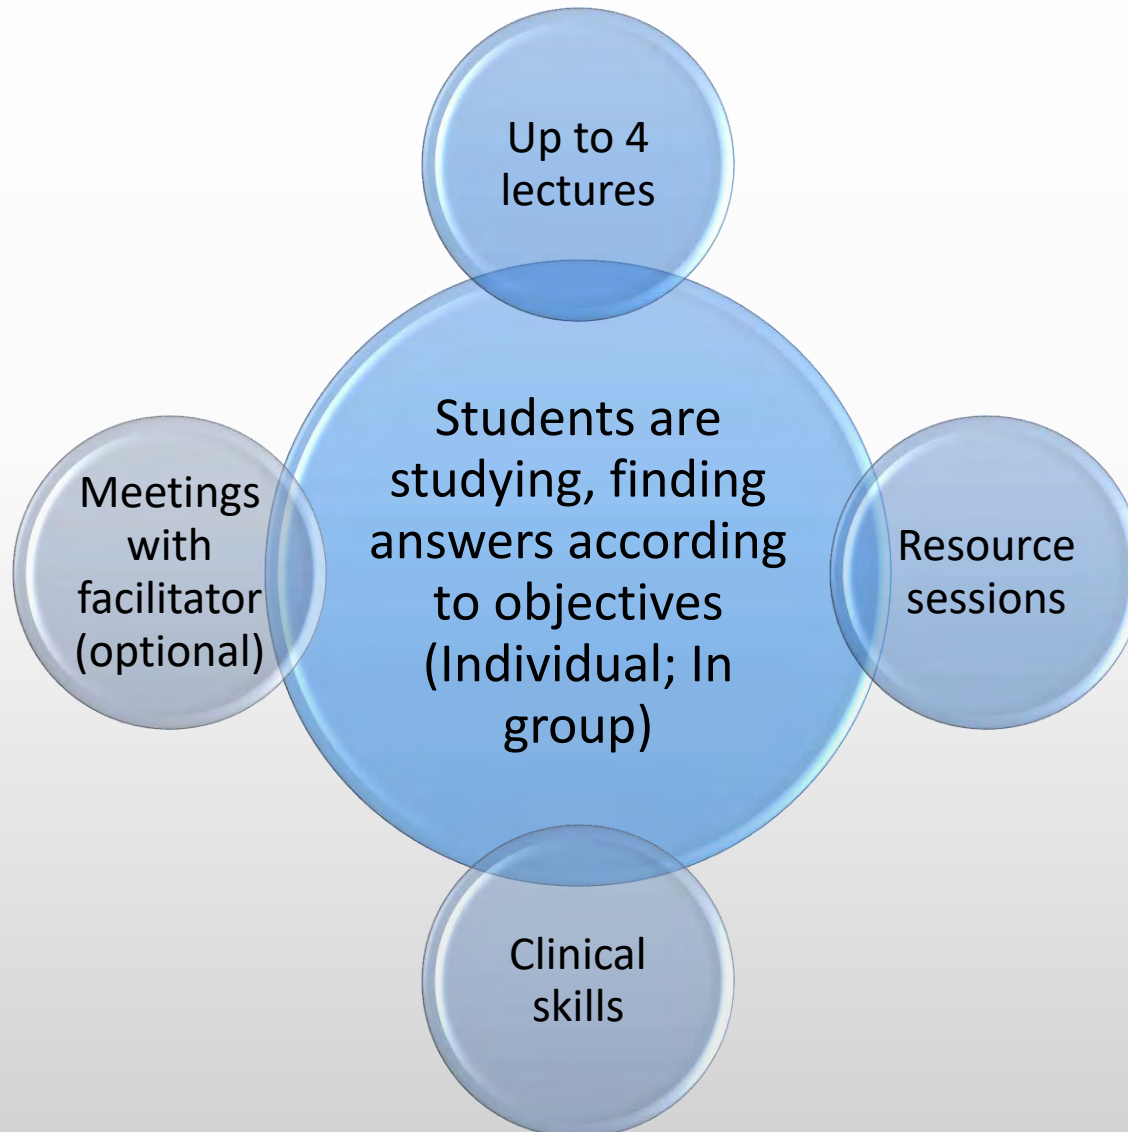 Up to 4
lectures
Students are
studying, finding
answers according
to objectives
(Individual; In
group)
Meetings
with
facilitator
(optional)
Resource
sessions
Clinical
skills